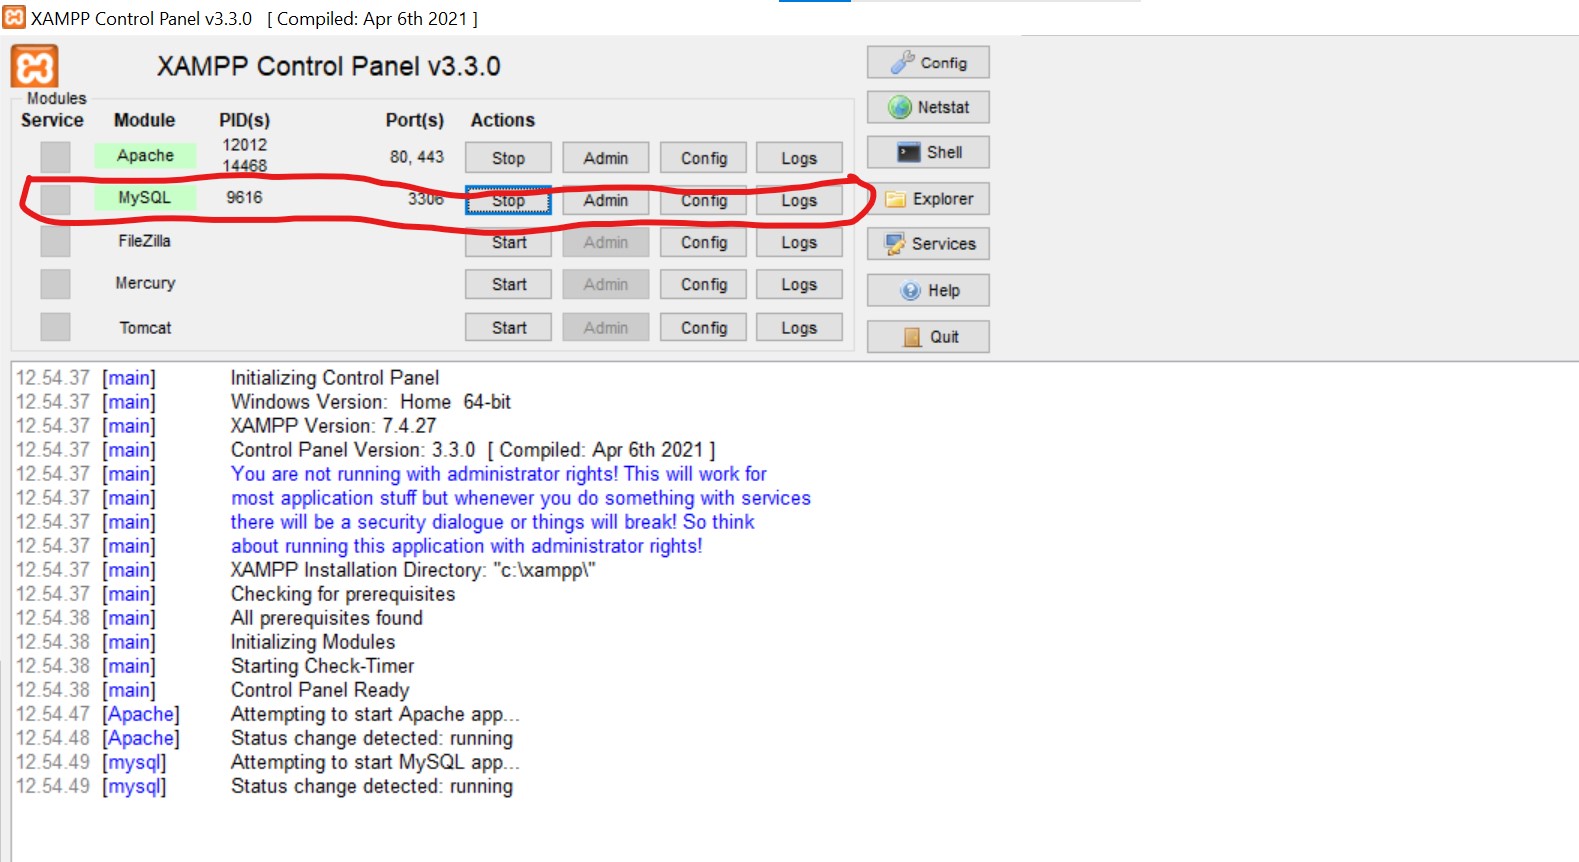 XAMPP Control Panel v3.3.0 [ Compiled: Apr 6th 2021 ]
XAMPP Control Panel v3.3.0
Config
Modules
Netstat
Service Module PID(s) Port(s) Actions
Apache 12012 14468 80, 443 Stop Admin Config Logs
Shell
MySQL 9616 3306 Stop Admin Config Logs
Explorer
FileZilla Start Admin Config Logs
Services
Mercury Start Admin Config Logs
Help
Tomcat Start Admin Config Logs
Quit
12.54.37 [main] Initializing Control Panel
12.54.37 [main] Windows Version: Home 64-bit
12.54.37 [main] XAMPP Version: 7.4.27
12.54.37 [main] Control Panel Version: 3.3.0 [ Compiled: Apr 6th 2021 ]
12.54.37 [main] You are not running with administrator rights! This will work for
12.54.37 [main] most application stuff but whenever you do something with services
12.54.37 [main] there will be a security dialogue or things will break! So think
12.54.37 [main] about running this application with administrator rights!
12.54.37 [main] XAMPP Installation Directory: "c:\xampp\"
12.54.37 [main] Checking for prerequisites
12.54.38 [main] All prerequisites found
12.54.38 [main] Initializing Modules
12.54.38 [main] Starting Check-Timer
12.54.38 [main] Control Panel Ready
12.54.47 [Apache] Attempting to start Apache app...
12.54.48 [Apache] Status change detected: running
12.54.49 [mysql] Attempting to start MySQL app...
12.54.49 [mysql] Status change detected: running